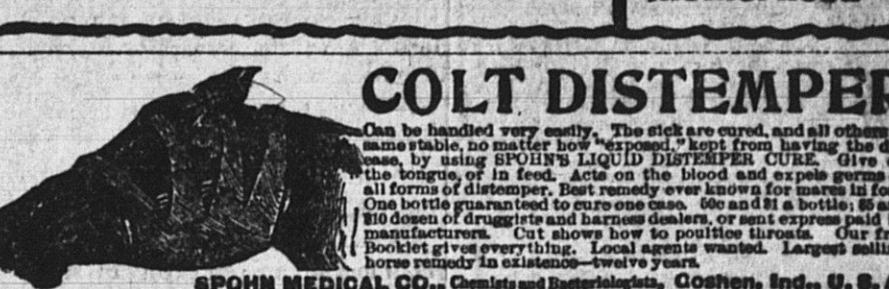 COLT DISTEMPER
Can be handled very easily. The sick are cured, and all others
same stable, no matter how "exposed," kept from having the
ease, by using SPOHN'S LIQUID DISTEMPER CURE. Give
the tongue, or in feed. Acts on the blood and expels germs
all forms of distemper. Best remedy ever known for mares in
One bottle guaranteed to cure one case. 50c and $1 a bottle; $5
$10 dozen of druggists and harness dealers, or sent express paid
manufacturers. Cut shows how to poultice throats. Our
Booklet gives everything. Local agents wanted. Largest
horse remedy in existence—twelve years.
SPOHN MEDICAL CO., Chemists and Bacteriologists, Goshen, Ind., U. S.